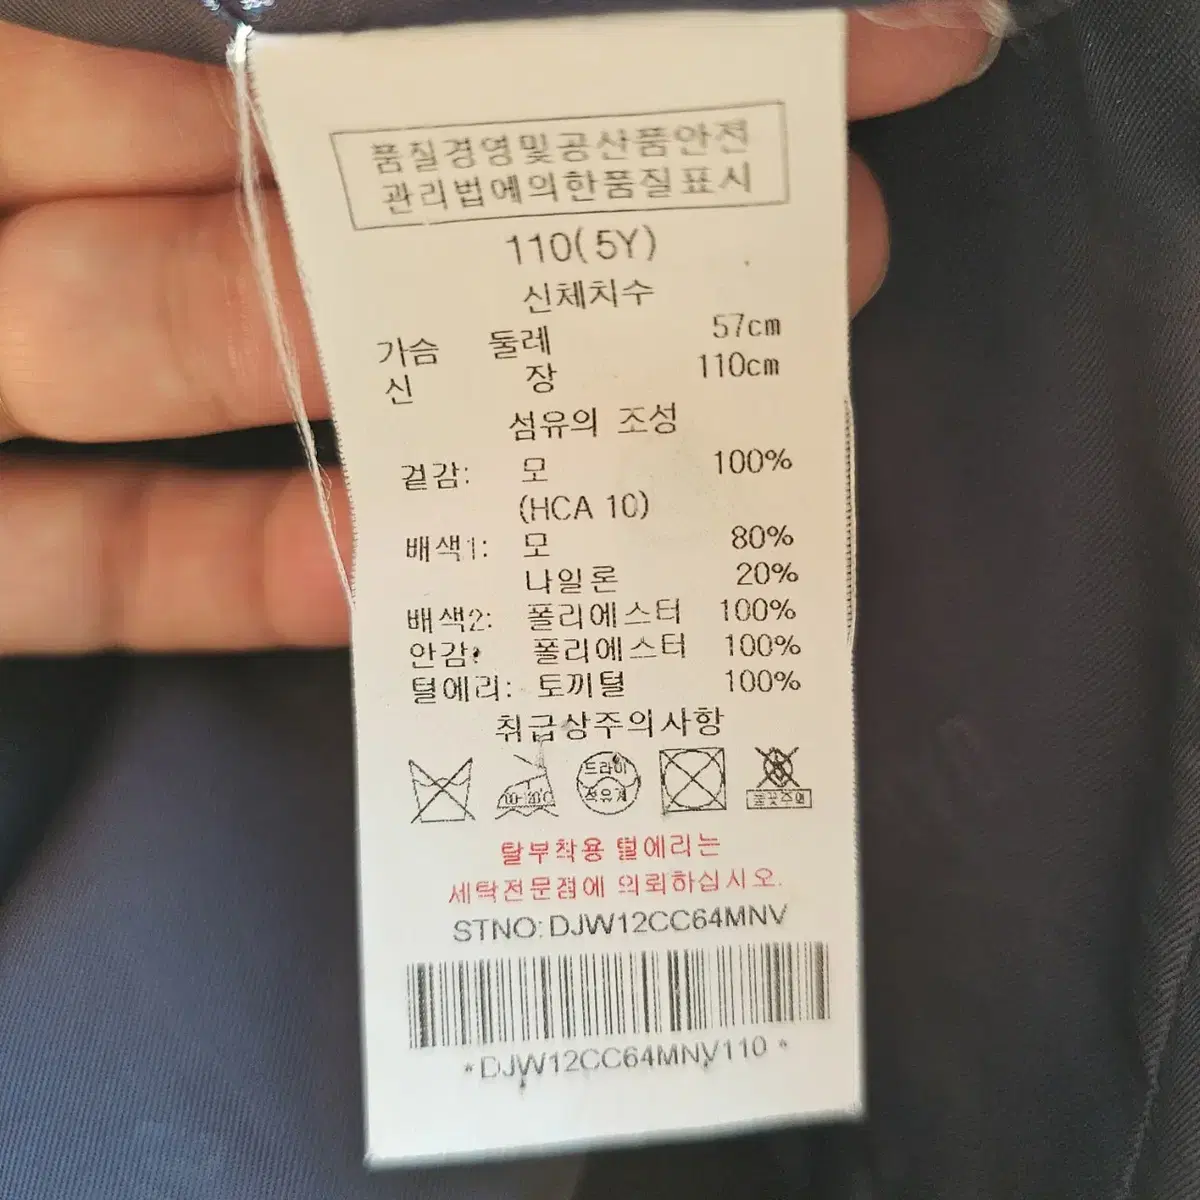 품질경영및공산품안전
관리법에의한품질표시
110(5Y)
신체치수
가슴 둘레 57cm
신 장 110cm
섬유의 조성
겉감: 모 100%
(HCA 10)
배색1: 모 80%
나일론 20%
배색2: 폴리에스터 100%
안감: 폴리에스터 100%
털에리: 토끼털 100%
취급상주의사항
드라이
석유계
탈부착용 털에리는
세탁전문점에 의뢰하십시오.
STNO:DJW12CC64MNV
*DJW12CC64MNV110*